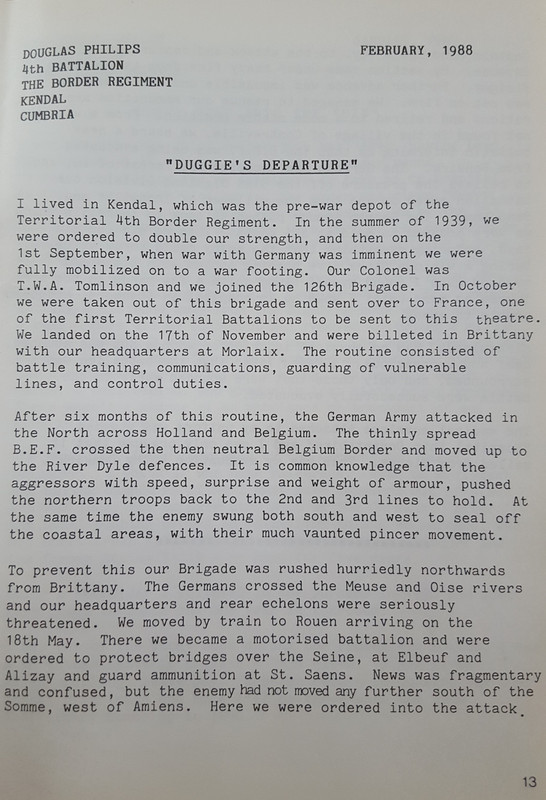 DOUGLAS PHILIPS FEBRUARY, 1988
4th BATTALION
THE BORDER REGIMENT
KENDAL
CUMBRIA
"DUGGIE'S DEPARTURE"
I lived in Kendal, which was the pre-war depot of the
Territorial 4th Border Regiment. In the summer of 1939, we
were ordered to double our strength, and then on the
1st September, when war with Germany was imminent we were
fully mobilized on to a war footing. Our Colonel was
T.W.A. Tomlinson and we joined the 126th Brigade. In October
we were taken out of this brigade and sent over to France, one
of the first Territorial Battalions to be sent to this theatre.
We landed on the 17th of November and were billeted in Brittany
with our headquarters at Morlaix. The routine consisted of
battle training, communications, guarding of vulnerable
lines, and control duties.
After six months of this routine, the German Army attacked in
the North across Holland and Belgium. The thinly spread
B.E.F. crossed the then neutral Belgium Border and moved up to
the River Dyle defences. It is common knowledge that the
aggressors with speed, surprise and weight of armour, pushed
the northern troops back to the 2nd and 3rd lines to hold. At
the same time the enemy swung both south and west to seal off
the coastal areas, with their much vaunted pincer movement.
To prevent this our Brigade was rushed hurriedly northwards
from Brittany. The Germans crossed the Meuse and Oise rivers
and our headquarters and rear echelons were seriously
threatened. We moved by train to Rouen arriving on the
18th May. There we became a motorised battalion and were
ordered to protect bridges over the Seine, at Elbeuf and
Alizay and guard ammunition at St. Saens. News was fragmentary
and confused, but the enemy had not moved any further south of the
Somme, west of Amiens. Here we were ordered into the attack.
13